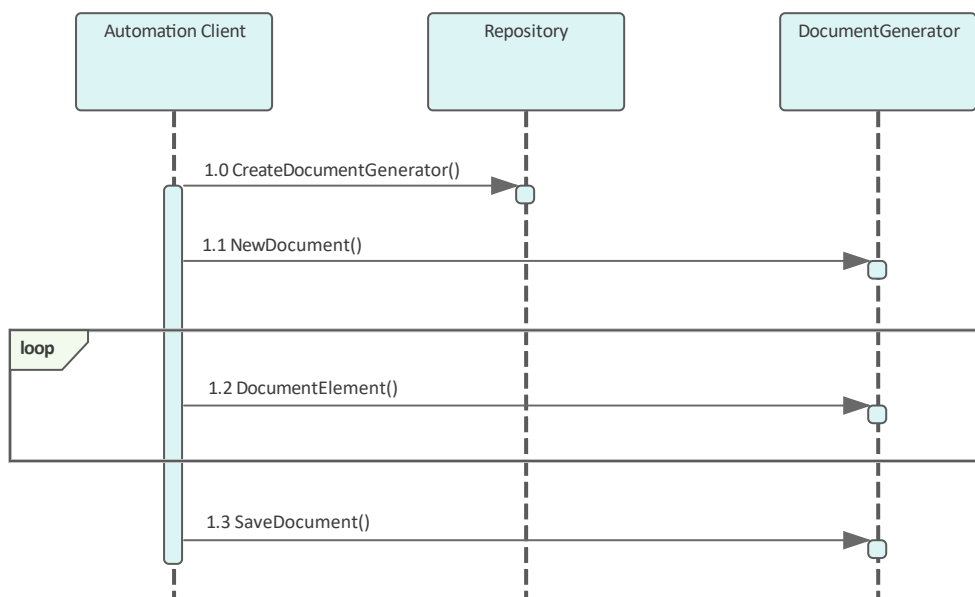 Automation Client
Repository
DocumentGenerator
1.0 CreateDocumentGenerator()
1.1 NewDocument()
loop
1.2 DocumentElement()
1.3 SaveDocument()